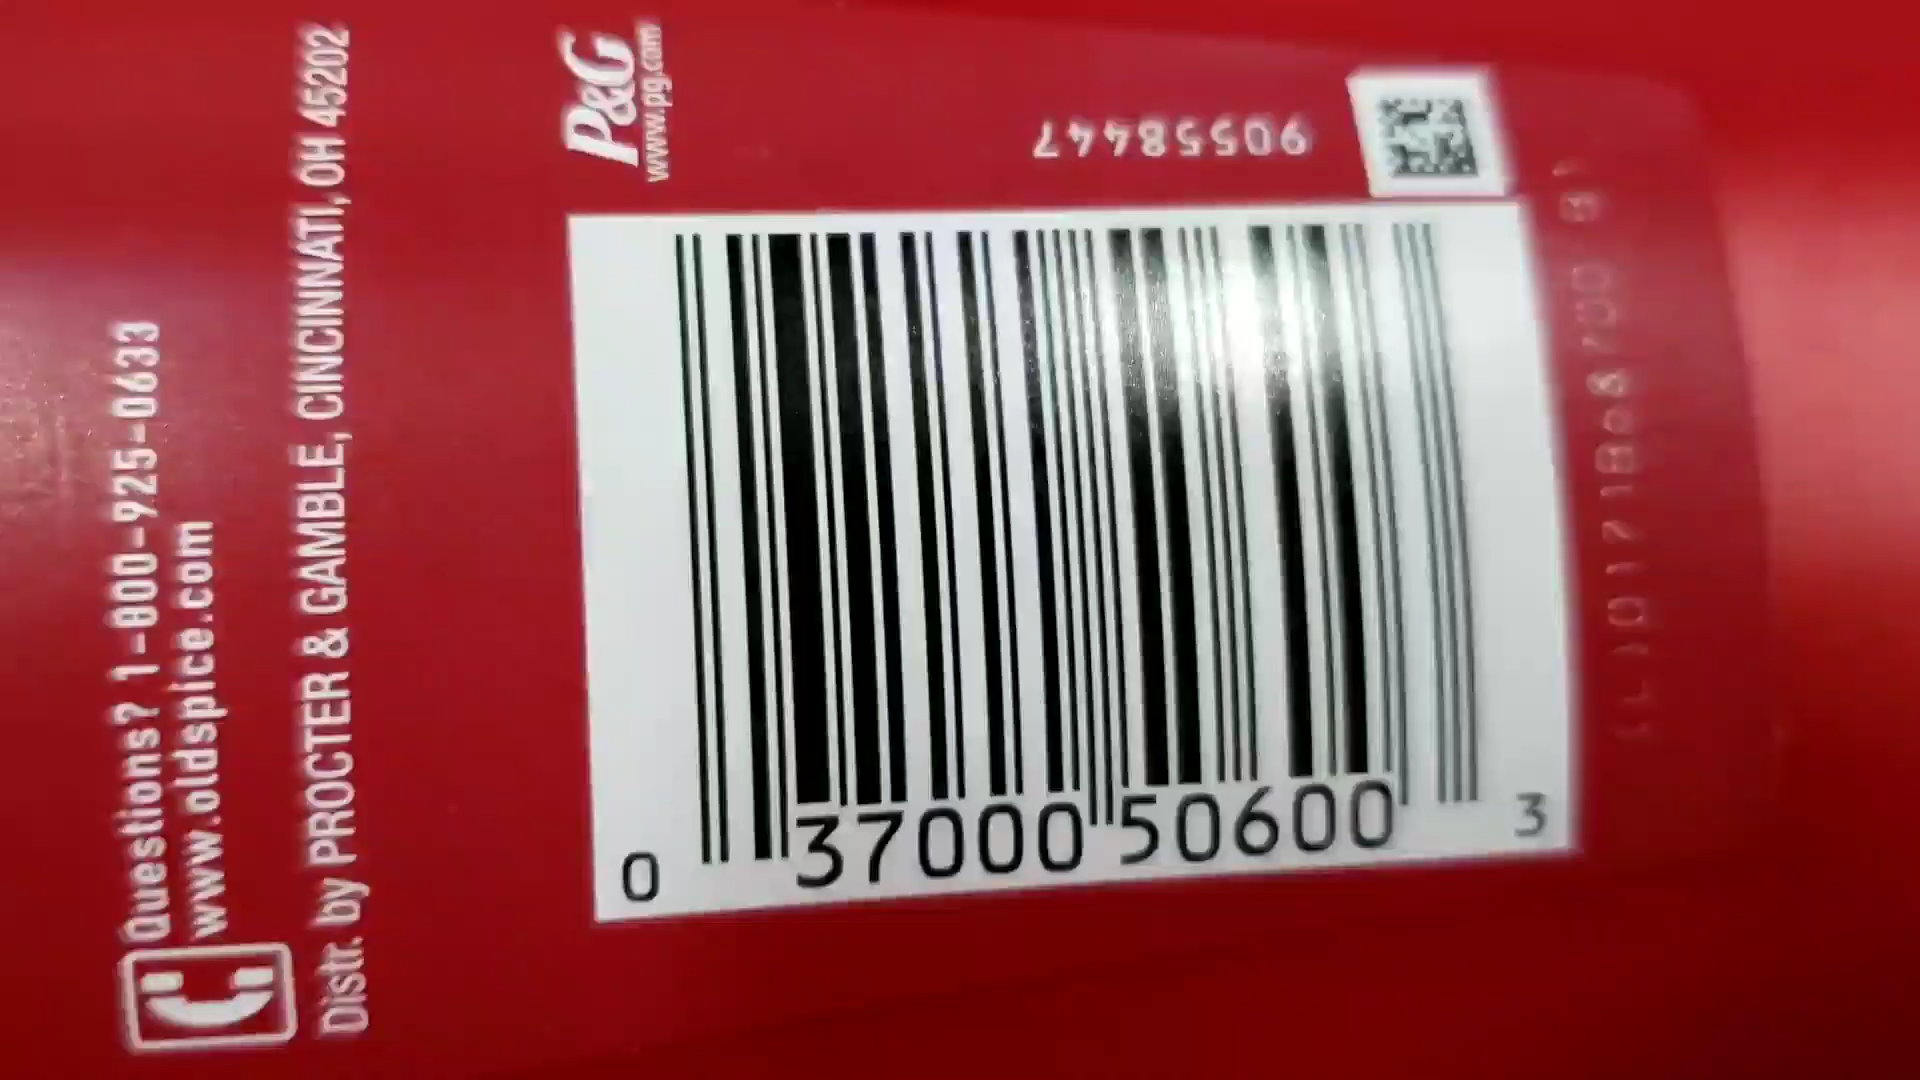 Questions? 1-800-925-0633
www.oldspice.com
Distr. by PROCTER & GAMBLE, CINCINNATI, OH 45202
P&G
www.pg.com
90558447
0 37000 50600 3